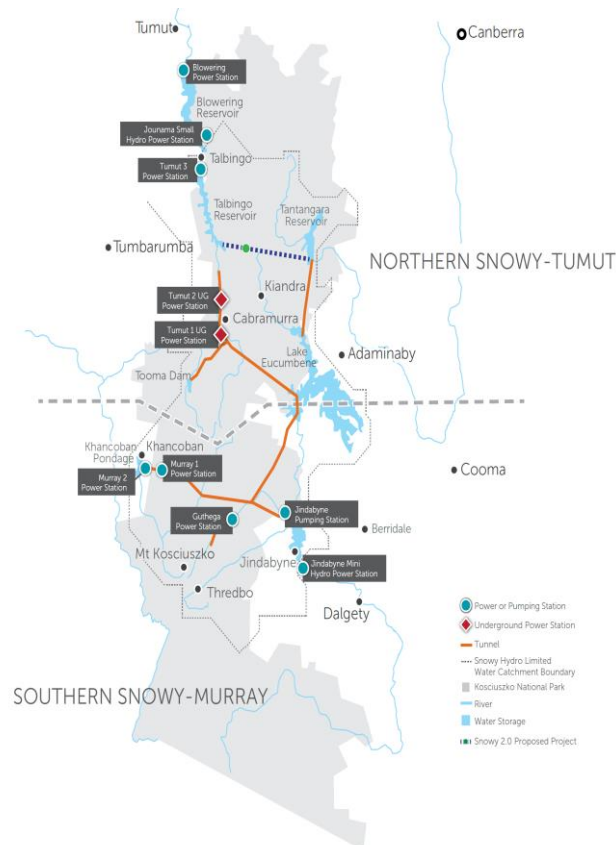 Tumut
Canberra
Blowering
Power Station
Blowering
Reservoir
Jounama Small
Hydro Power Station
Talbingo
Tumut 3
Power Station
Talbingo
Reservoir
Tantangara
Reservoir
Tumbarumba
NORTHERN SNOWY-TUMUT
Kiandra
Tumut 2 UG
Power Station
Cabramurra
Tumut 1 UG
Power Station
Lake
Eucumbene
Adaminaby
Tooma Dam
Khancoban
Pondage
Khancoban
Murray 1
Power Station
Murray 2
Power Station
Cooma
Guthega
Power Station
Jindabyne
Pumping Station
Berridale
Mt Kosciuszko
Jindabyne
Jindabyne Mini
Hydro Power Station
Thredbo
Dalgety
SOUTHERN SNOWY-MURRAY
Power or Pumping Station
Underground Power Station
Tunnel
Snowy Hydro Limited
Water Catchment Boundary
Kosciuszko National Park
River
Water Storage
Snowy 2.0 Proposed Project